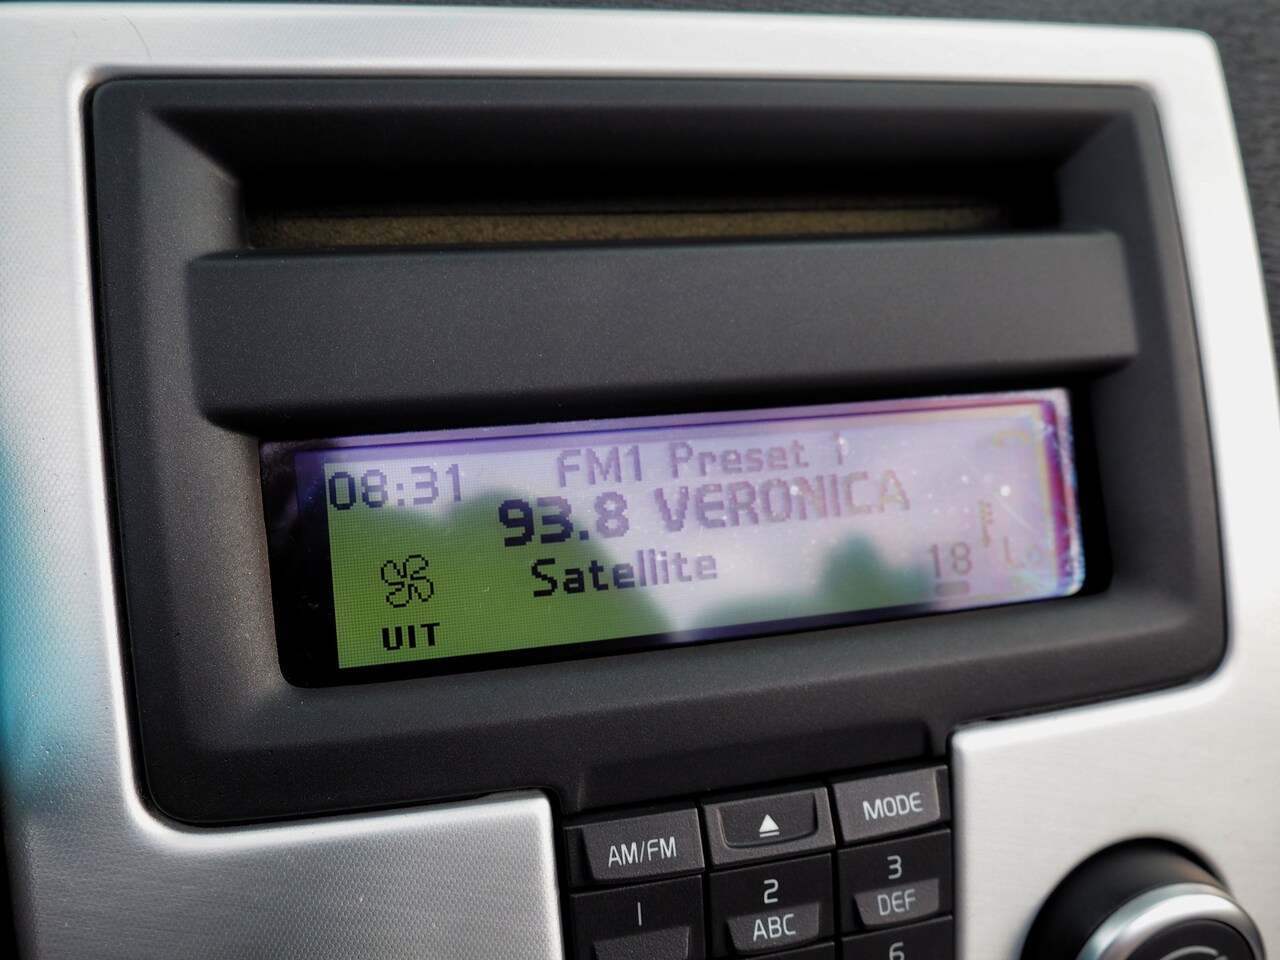 08:31 FM1 Preset 1
93.8 VERONICA
Satellite
18
UIT
AM/FM
MODE
1
2
ABC
3
DEF
6